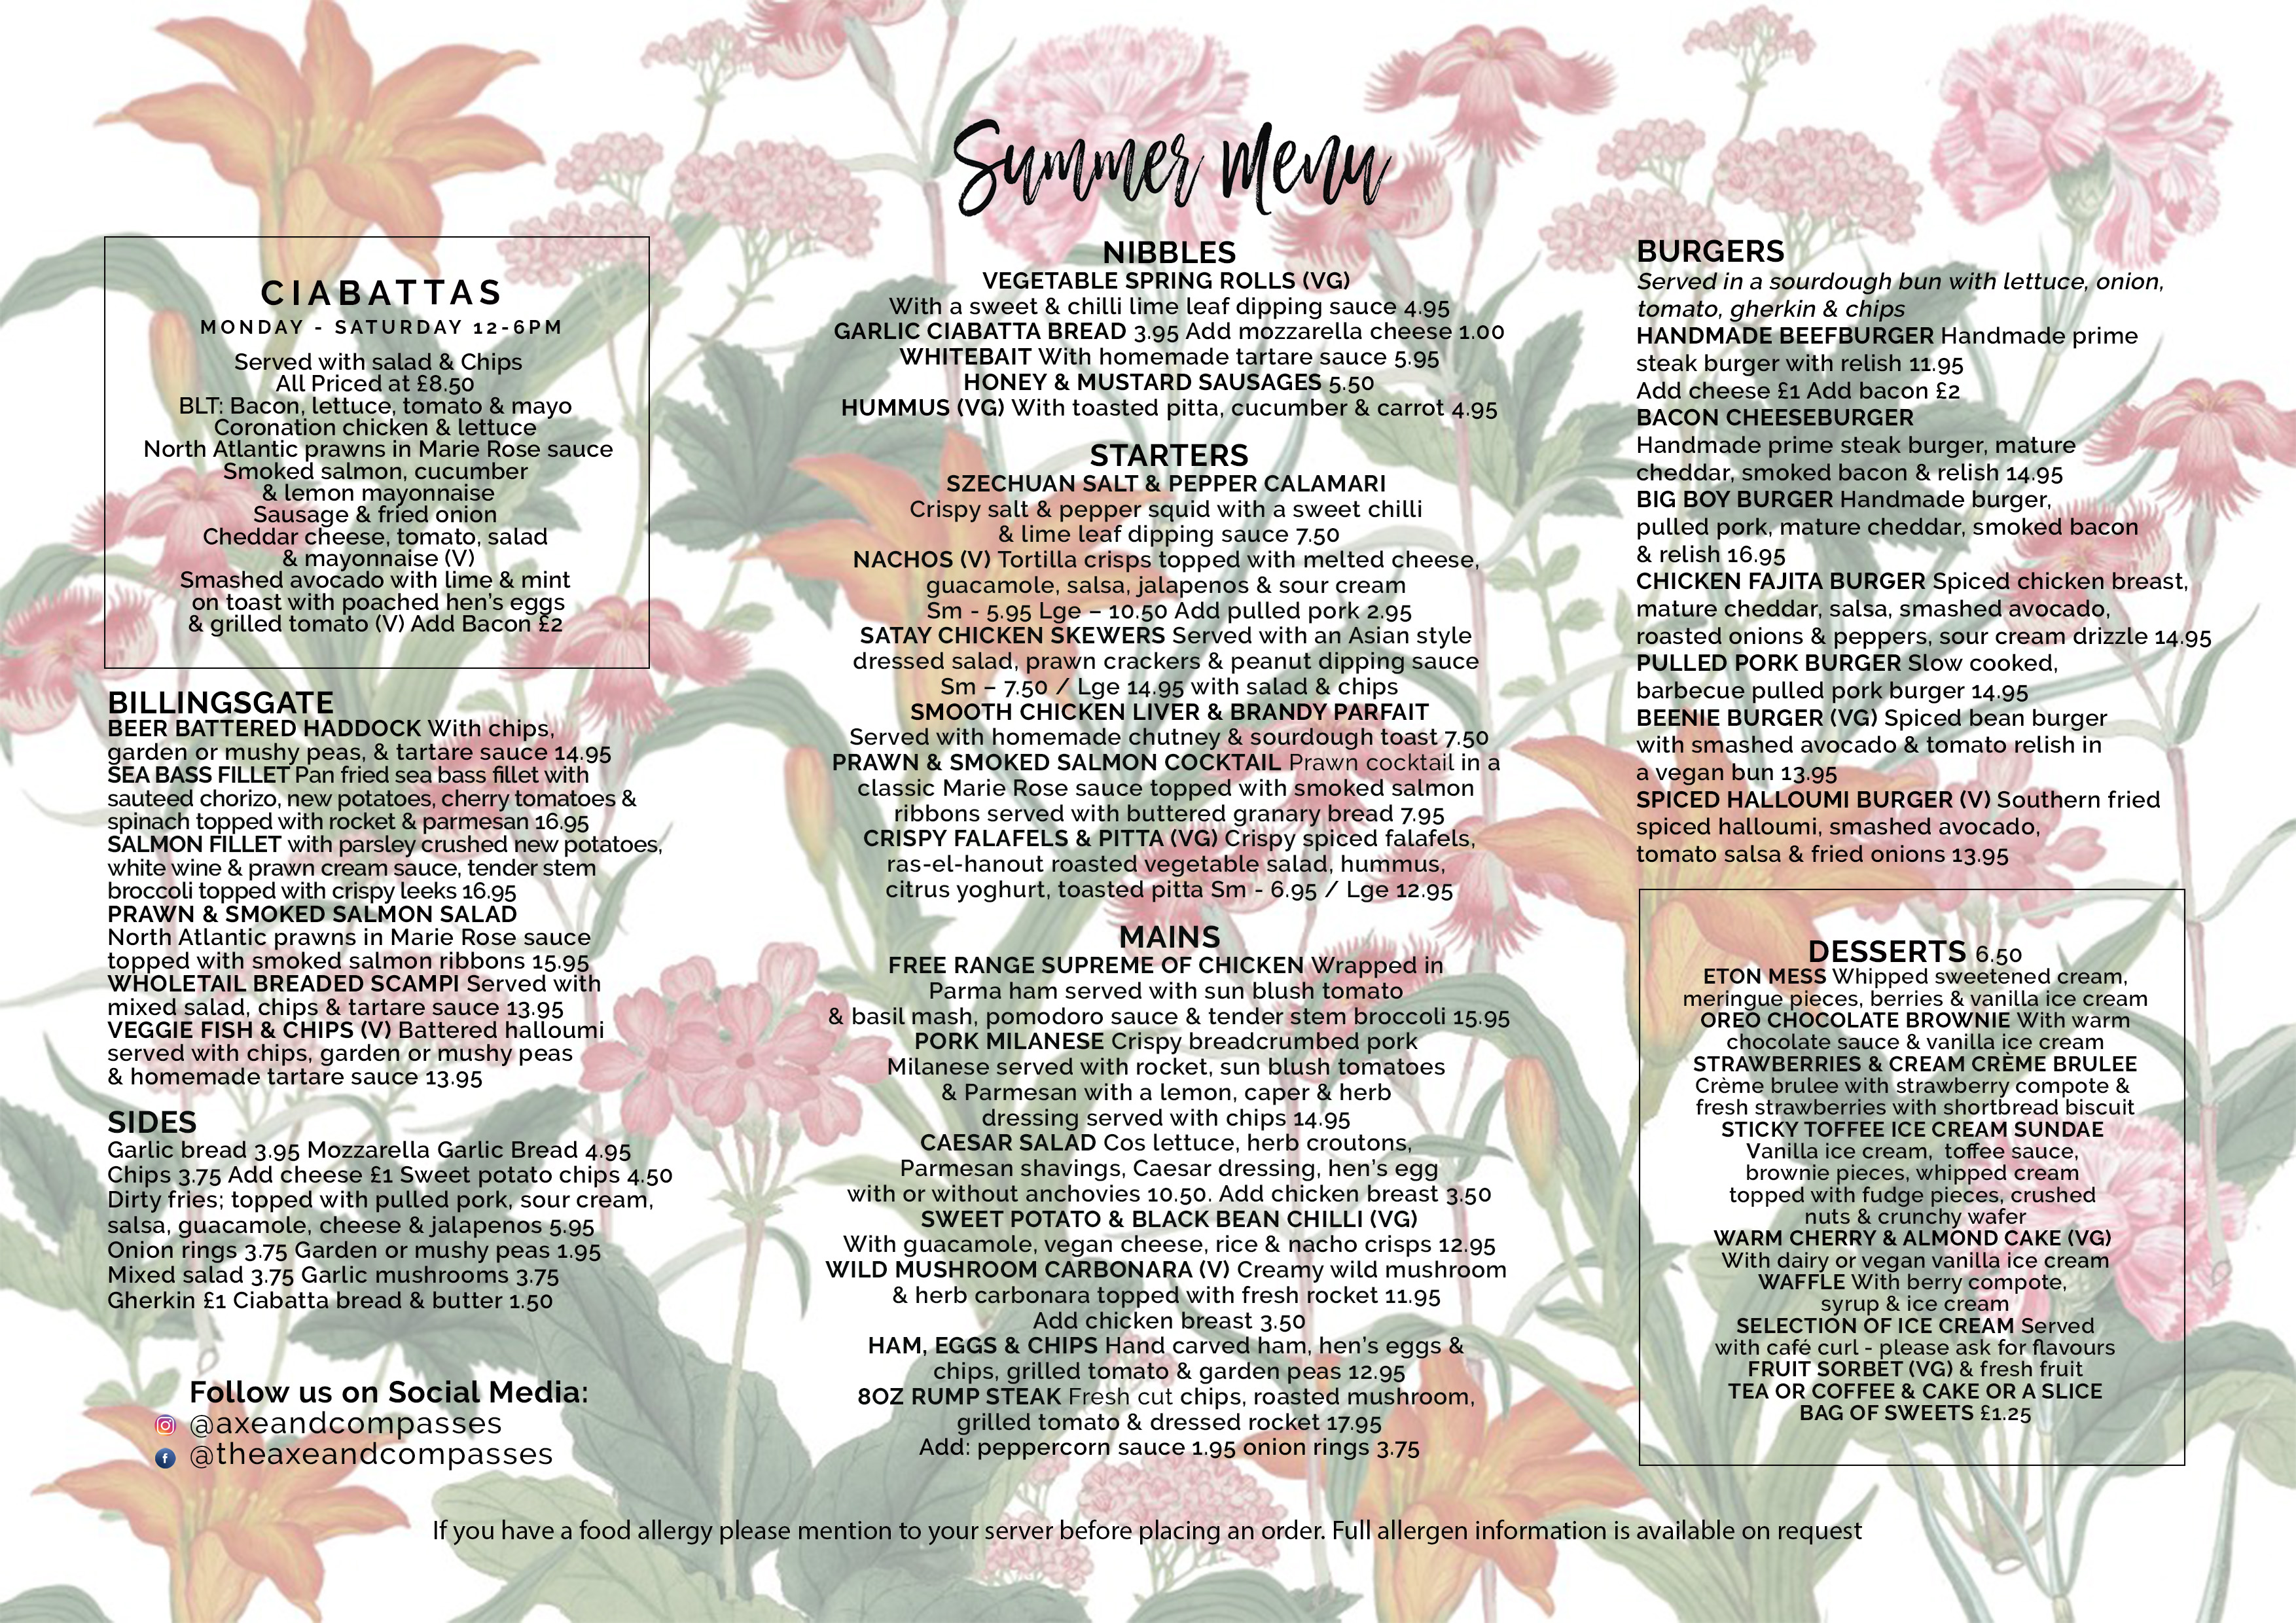 Summer Menu
CIABATTAS
MONDAY - SATURDAY 12-6PM
Served with salad & Chips
All Priced at £8.50
BLT: Bacon, lettuce, tomato & mayo
Coronation chicken & lettuce
North Atlantic prawns in Marie Rose sauce
Smoked salmon, cucumber
& lemon mayonnaise
Sausage & fried onion
Cheddar cheese, tomato, salad
& mayonnaise (V)
Smashed avocado with lime & mint
on toast with poached hen's eggs
& grilled tomato (V) Add Bacon £2
BILLINGSGATE
BEER BATTERED HADDOCK With chips,
garden or mushy peas, & tartare sauce 14.95
SEA BASS FILLET Pan fried sea bass fillet with
sauteed chorizo, new potatoes, cherry tomatoes &
spinach topped with rocket & parmesan 16.95
SALMON FILLET with parsley crushed new potatoes,
white wine & prawn cream sauce, tender stem
broccoli topped with crispy leeks 16.95
PRAWN & SMOKED SALMON SALAD
North Atlantic prawns in Marie Rose sauce
topped with smoked salmon ribbons 15.95
WHOLETAIL BREADED SCAMPI Served with
mixed salad, chips & tartare sauce 13.95
VEGGIE FISH & CHIPS (V) Battered halloumi
served with chips, garden or mushy peas
& homemade tartare sauce 13.95
SIDES
Garlic bread 3.95 Mozzarella Garlic Bread 4.95
Chips 3.75 Add cheese £1 Sweet potato chips 4.50
Dirty fries; topped with pulled pork, sour cream,
salsa, guacamole, cheese & jalapenos 5.95
Onion rings 3.75 Garden or mushy peas 1.95
Mixed salad 3.75 Garlic mushrooms 3.75
Gherkin £1 Ciabatta bread & butter 1.50
Follow us on Social Media:
@axeandcompasses
f @theaxeandcompasses
NIBBLES
VEGETABLE SPRING ROLLS (VG)
With a sweet & chilli lime leaf dipping sauce 4.95
GARLIC CIABATTA BREAD 3.95 Add mozzarella cheese 1.00
WHITEBAIT With homemade tartare sauce 5.95
HONEY & MUSTARD SAUSAGES 5.50
HUMMUS (VG) With toasted pitta, cucumber & carrot 4.95
STARTERS
SZECHUAN SALT & PEPPER CALAMARI
Crispy salt & pepper squid with a sweet chilli
& lime leaf dipping sauce 7.50
NACHOS (V) Tortilla crisps topped with melted cheese,
guacamole, salsa, jalapenos & sour cream
Sm - 5.95 Lge – 10.50 Add pulled pork 2.95
SATAY CHICKEN SKEWERS Served with an Asian style
dressed salad, prawn crackers & peanut dipping sauce
Sm – 7.50 / Lge 14.95 with salad & chips
SMOOTH CHICKEN LIVER & BRANDY PARFAIT
Served with homemade chutney & sourdough toast 7.50
PRAWN & SMOKED SALMON COCKTAIL Prawn cocktail in a
classic Marie Rose sauce topped with smoked salmon
ribbons served with buttered granary bread 7.95
CRISPY FALAFELS & PITTA (VG) Crispy spiced falafels,
ras-el-hanout roasted vegetable salad, hummus,
citrus yoghurt, toasted pitta Sm - 6.95 / Lge 12.95
MAINS
FREE RANGE SUPREME OF CHICKEN Wrapped in
Parma ham served with sun blush tomato
& basil mash, pomodoro sauce & tender stem broccoli 15.95
PORK MILANESE Crispy breadcrumbed pork
Milanese served with rocket, sun blush tomatoes
& Parmesan with a lemon, caper & herb
dressing served with chips 14.95
CAESAR SALAD Cos lettuce, herb croutons,
Parmesan shavings, Caesar dressing, hen's egg
with or without anchovies 10.50. Add chicken breast 3.50
SWEET POTATO & BLACK BEAN CHILLI (VG)
With guacamole, vegan cheese, rice & nacho crisps 12.95
WILD MUSHROOM CARBONARA (V) Creamy wild mushroom
& herb carbonara topped with fresh rocket 11.95
Add chicken breast 3.50
HAM, EGGS & CHIPS Hand carved ham, hen's eggs &
chips, grilled tomato & garden peas 12.95
8OZ RUMP STEAK Fresh cut chips, roasted mushroom,
grilled tomato & dressed rocket 17.95
Add: peppercorn sauce 1.95 onion rings 3.75
BURGERS
Served in a sourdough bun with lettuce, onion,
tomato, gherkin & chips
HANDMADE BEEFBURGER Handmade prime
steak burger with relish 11.95
Add cheese £1 Add bacon £2
BACON CHEESEBURGER
Handmade prime steak burger, mature
cheddar, smoked bacon & relish 14.95
BIG BOY BURGER Handmade burger,
pulled pork, mature cheddar, smoked bacon
& relish 16.95
CHICKEN FAJITA BURGER Spiced chicken breast,
mature cheddar, salsa, smashed avocado,
roasted onions & peppers, sour cream drizzle 14.95
PULLED PORK BURGER Slow cooked,
barbecue pulled pork burger 14.95
BEENIE BURGER (VG) Spiced bean burger
with smashed avocado & tomato relish in
a vegan bun 13.95
SPICED HALLOUMI BURGER (V) Southern fried
spiced halloumi, smashed avocado,
tomato salsa & fried onions 13.95
DESSERTS 6.50
ETON MESS Whipped sweetened cream,
meringue pieces, berries & vanilla ice cream
OREO CHOCOLATE BROWNIE With warm
chocolate sauce & vanilla ice cream
STRAWBERRIES & CREAM CRÈME BRULEE
Crème brulee with strawberry compote &
fresh strawberries with shortbread biscuit
STICKY TOFFEE ICE CREAM SUNDAE
Vanilla ice cream, toffee sauce,
brownie pieces, whipped cream
topped with fudge pieces, crushed
nuts & crunchy wafer
WARM CHERRY & ALMOND CAKE (VG)
With dairy or vegan vanilla ice cream
WAFFLE With berry compote,
syrup & ice cream
SELECTION OF ICE CREAM Served
with café curl - please ask for flavours
FRUIT SORBET (VG) & fresh fruit
TEA OR COFFEE & CAKE OR A SLICE
BAG OF SWEETS £1.25
If you have a food allergy please mention to your server before placing an order. Full allergen information is available on request